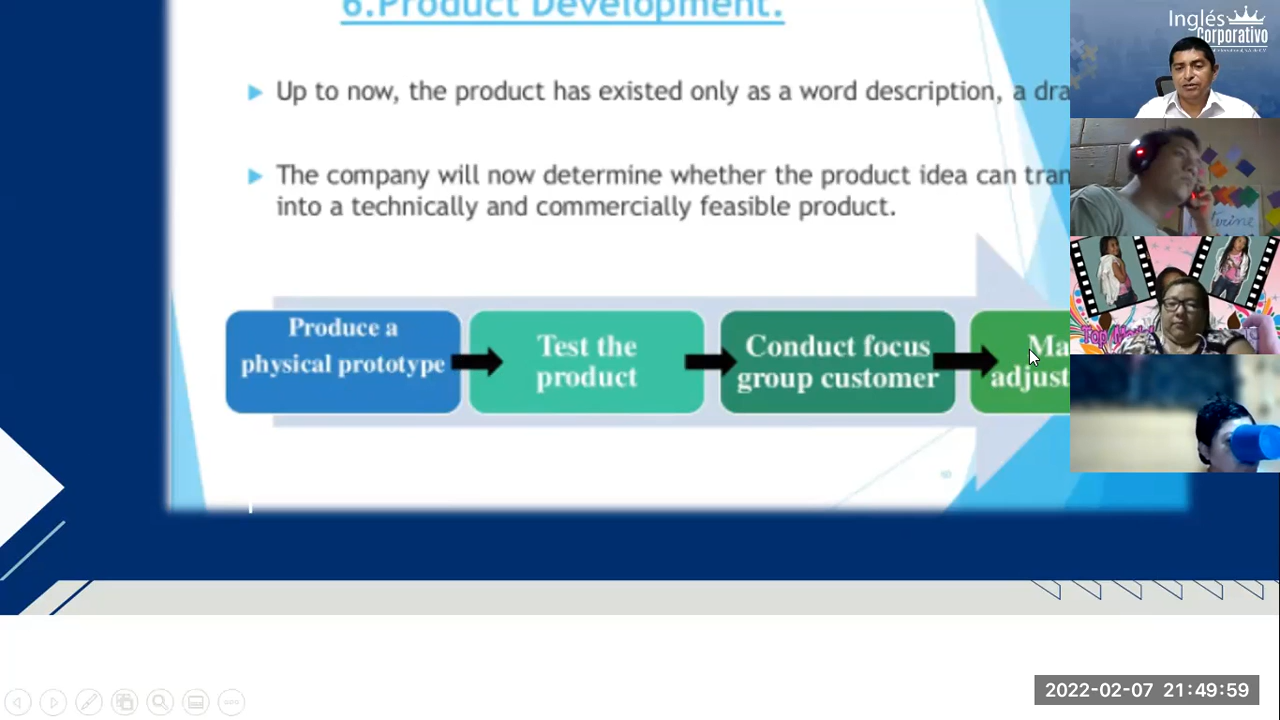 6.Product Development.
Up to now, the product has existed only as a word description, a dra
The company will now determine whether the product idea can tran
into a technically and commercially feasible product.
Produce a
physical prototype
Test the
product
Conduct focus
group customer
Ma
adjust
Inglés
Corporativo
Top Model
2022-02-07 21:49:59